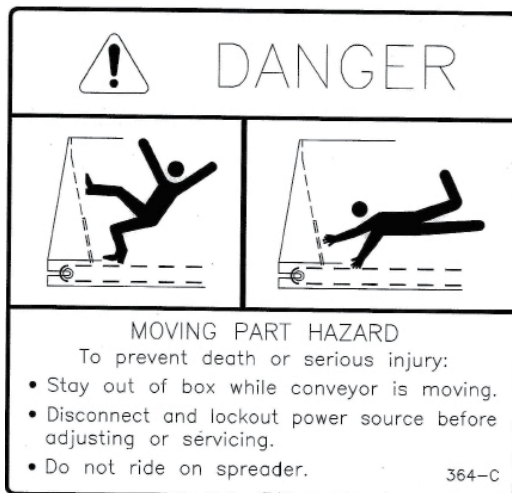 DANGER
MOVING PART HAZARD
To prevent death or serious injury:
• Stay out of box while conveyor is moving.
• Disconnect and lockout power source before
adjusting or servicing.
• Do not ride on spreader.
364-C